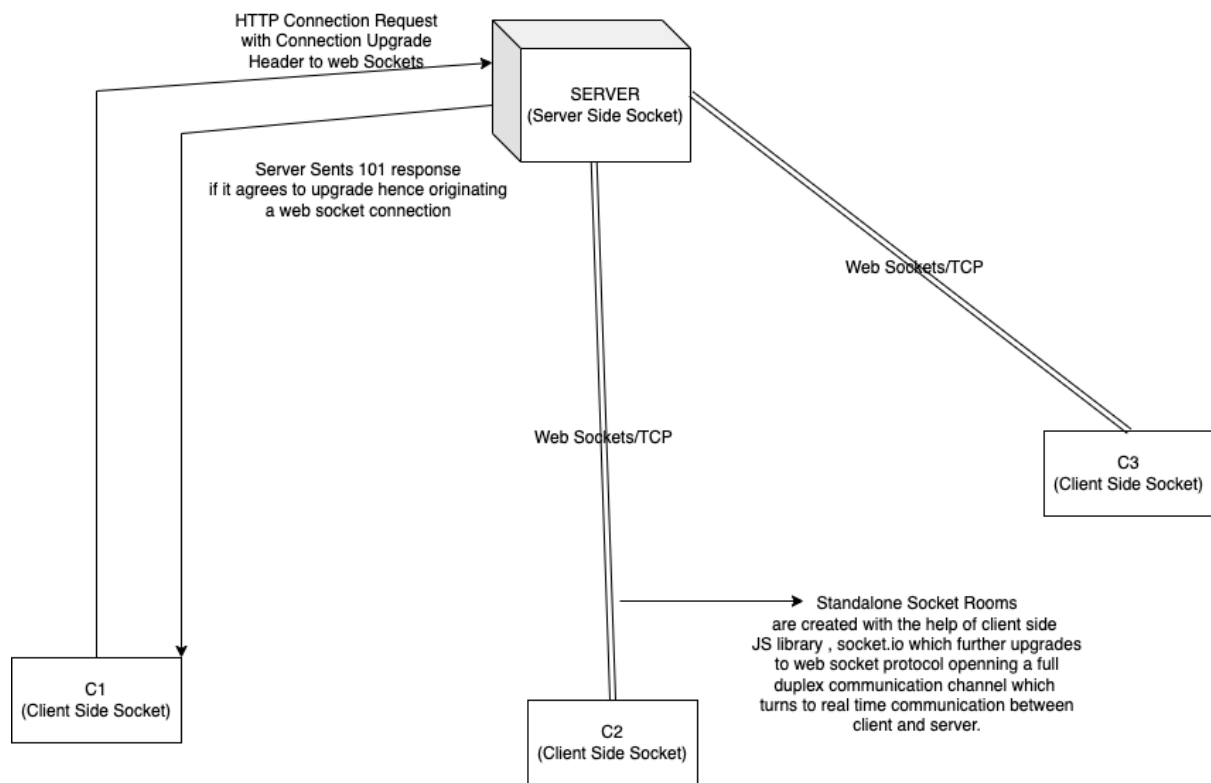 HTTP Connection Request
with Connection Upgrade
Header to web Sockets
SERVER
(Server Side Socket)
Server Sents 101 response
if it agrees to upgrade hence originating
a web socket connection
Web Sockets/TCP
Web Sockets/TCP
C3
(Client Side Socket)
Standalone Socket Rooms
are created with the help of client side
JS library , socket.io which further upgrades
to web socket protocol openning a full
duplex communication channel which
turns to real time communication between
client and server.
C1
(Client Side Socket)
C2
(Client Side Socket)